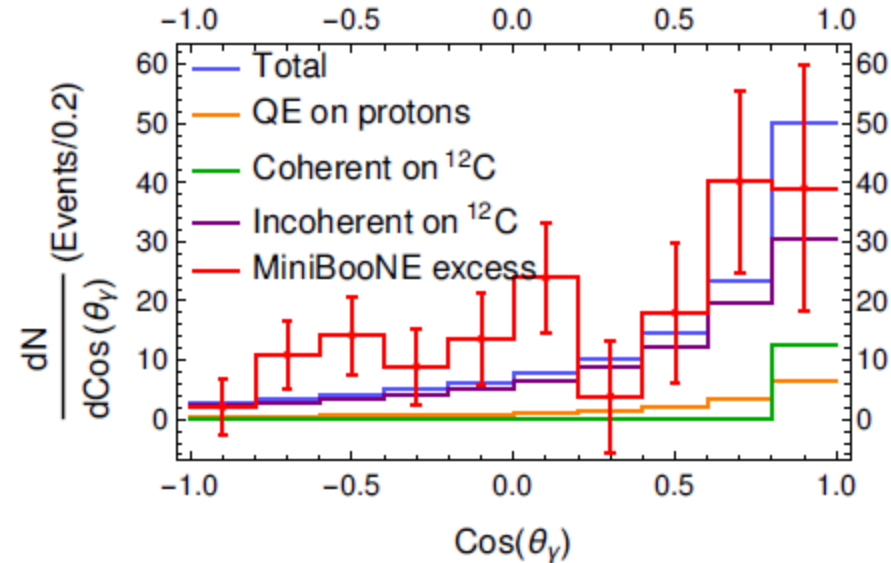 −1.0 −0.5 0.0 0.5 1.0
60 60
50 50
40 40
30 30
20 20
10 10
0 0
Total
QE on protons
Coherent on ¹²C
Incoherent on ¹²C
MiniBooNE excess
dN
dCos(θᵧ)
(Events/0.2)
−1.0 −0.5 0.0 0.5 1.0
Cos(θᵧ)